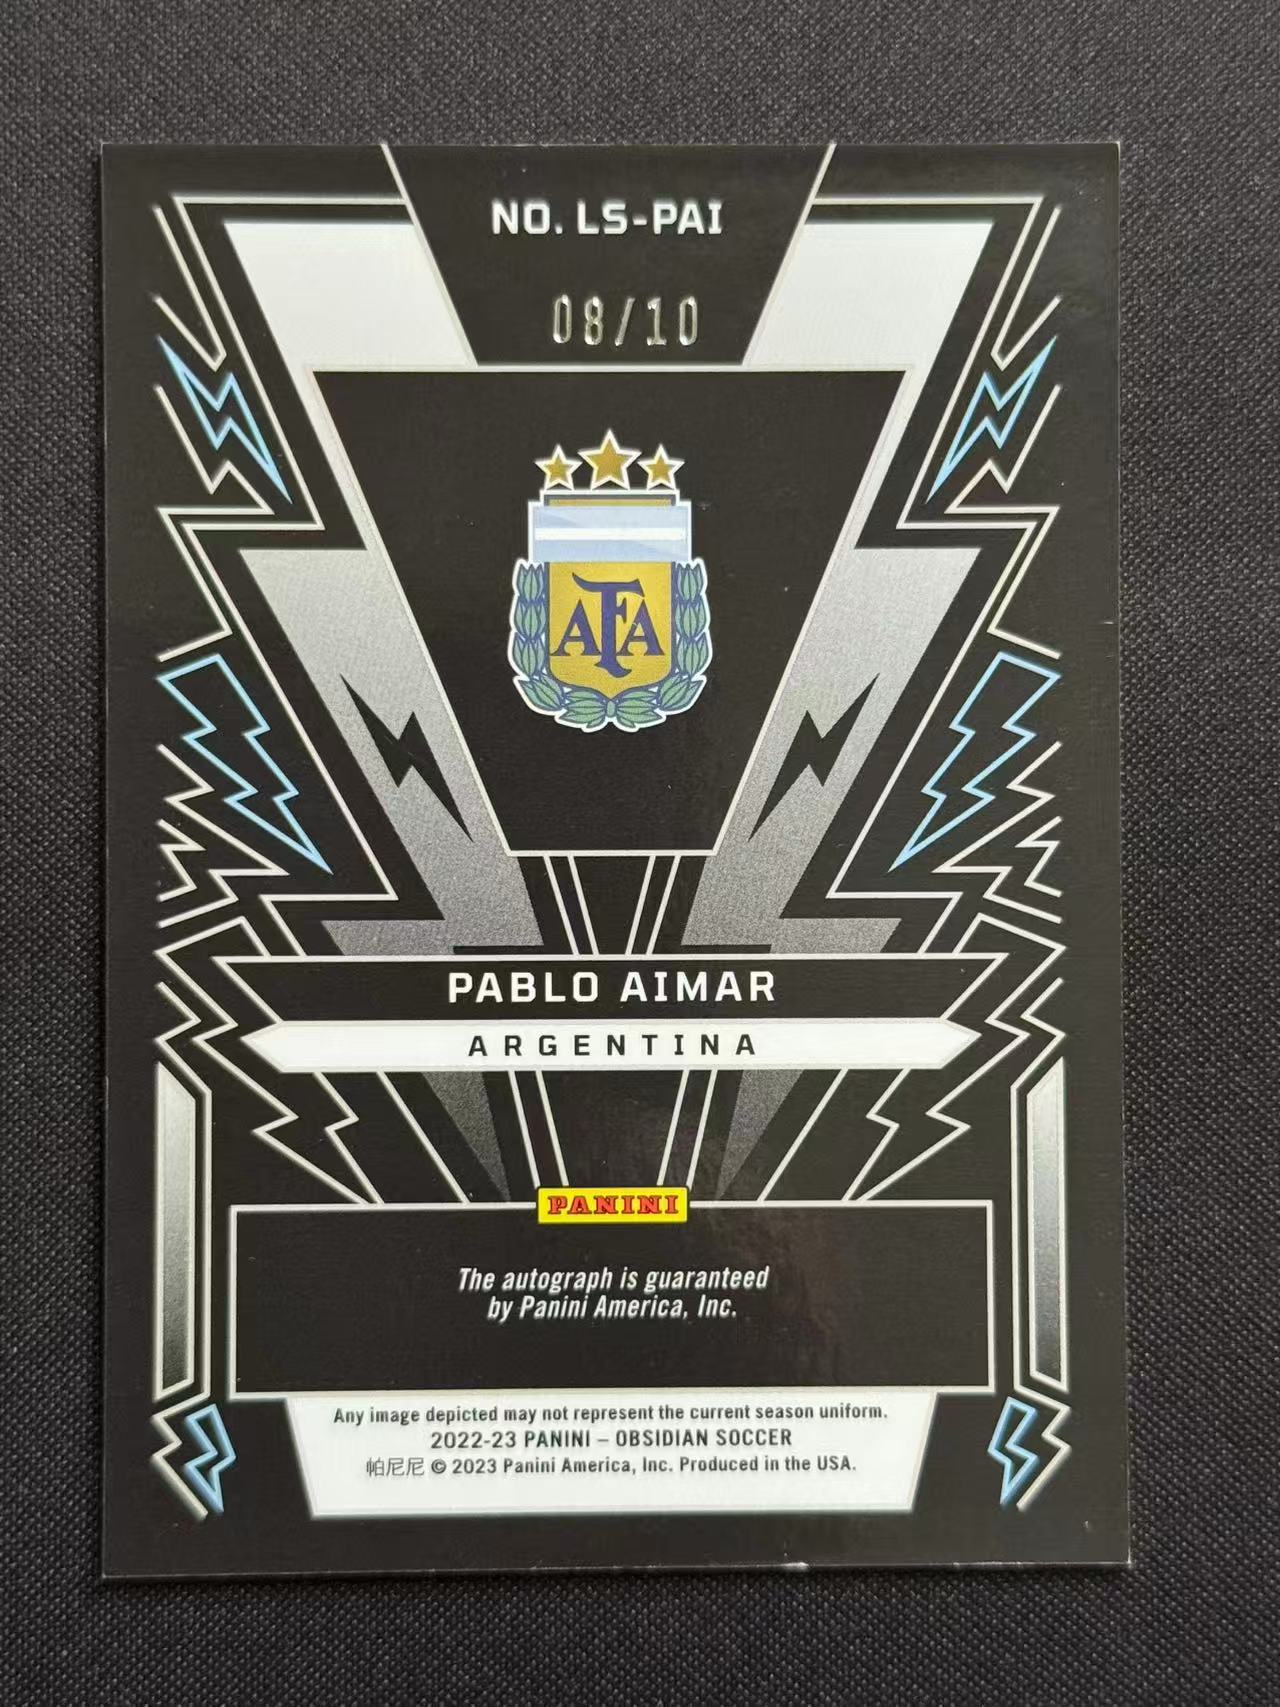 NO. LS-PAI
08/10
AFA
PABLO AIMAR
ARGENTINA
PANINI
The autograph is guaranteed
by Panini America, Inc.
Any image depicted may not represent the current season uniform.
2022-23 PANINI – OBSIDIAN SOCCER
帕尼尼 © 2023 Panini America, Inc. Produced in the USA.